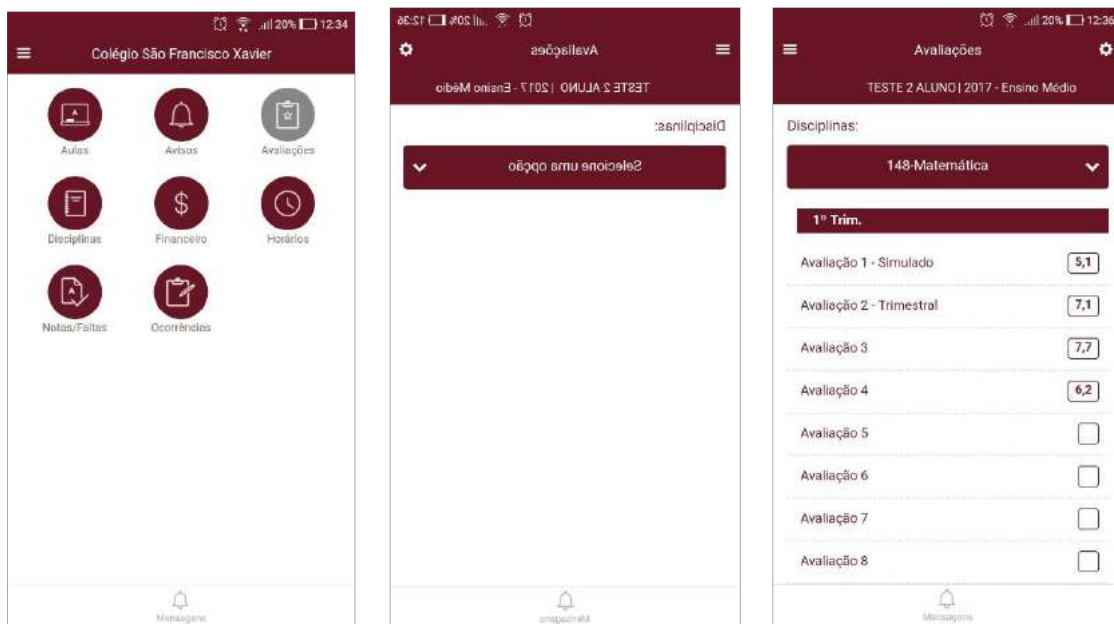 20% 12:34
Colégio São Francisco Xavier
Aulas
Avisos
Avaliações
Disciplinas
Financeiro
Horários
Notas/Faltas
Ocorrências
Mensagens
20% 12:36
Avaliações
TESTE 2 ALUNO | 2017 - Ensino Médio
Disciplinas:
Selecione uma opção
Mensagens
20% 12:36
Avaliações
TESTE 2 ALUNO | 2017 - Ensino Médio
Disciplinas:
148-Matemática
1º Trim.
Avaliação 1 - Simulado 5,1
Avaliação 2 - Trimestral 7,1
Avaliação 3 7,7
Avaliação 4 6,2
Avaliação 5
Avaliação 6
Avaliação 7
Avaliação 8
Mensagens